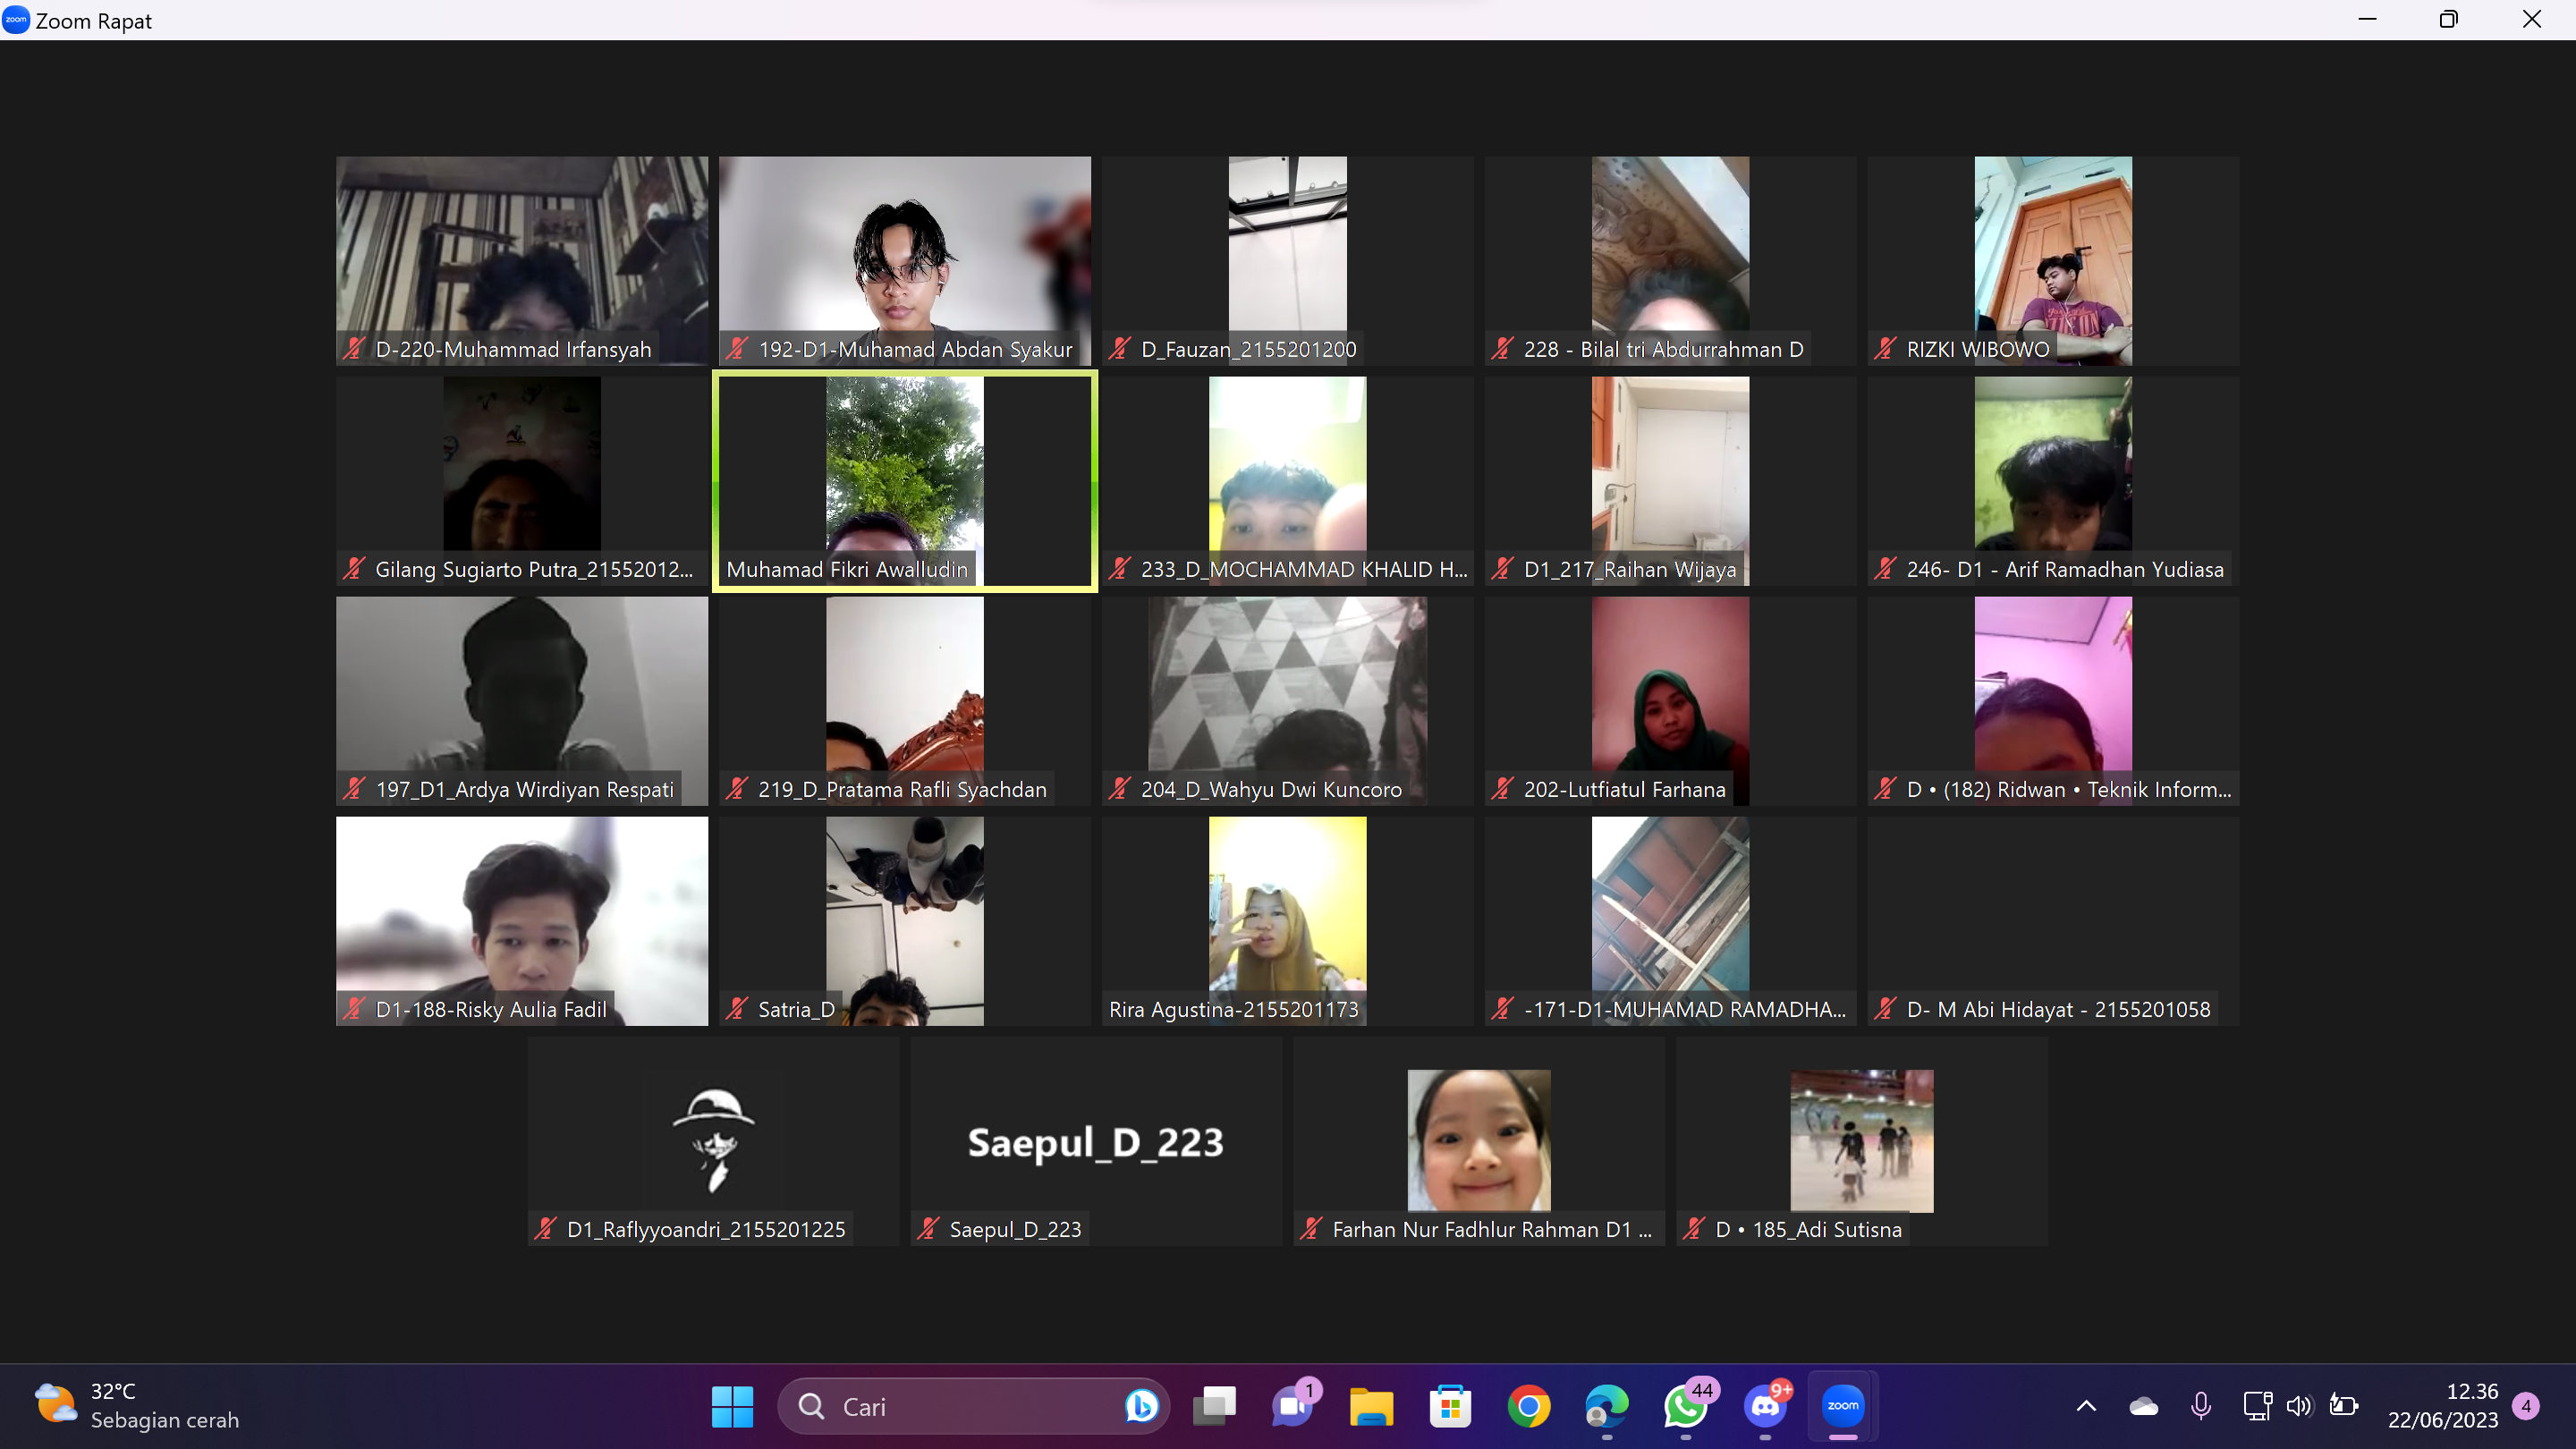 zoom Zoom Rapat
D-220-Muhammad Irfansyah
192-D1-Muhamad Abdan Syakur
D_Fauzan_2155201200
228 - Bilal tri Abdurrahman D
RIZKI WIBOWO
Gilang Sugiarto Putra_21552012...
Muhamad Fikri Awalludin
233_D_MOCHAMMAD KHALID H...
D1_217_Raihan Wijaya
246- D1 - Arif Ramadhan Yudiasa
197_D1_Ardya Wirdiyan Respati
219_D_Pratama Rafli Syachdan
204_D_Wahyu Dwi Kuncoro
202-Lutfiatul Farhana
D • (182) Ridwan • Teknik Inform...
D1-188-Risky Aulia Fadil
Satria_D
Rira Agustina-2155201173
-171-D1-MUHAMAD RAMADHA...
D- M Abi Hidayat - 2155201058
Saepul_D_223
D1_Raflyyoandri_2155201225
Saepul_D_223
Farhan Nur Fadhlur Rahman D1 ...
D • 185_Adi Sutisna
32°C
Sebagian cerah
Cari
1
44
9+
zoom
12.36
22/06/2023
4